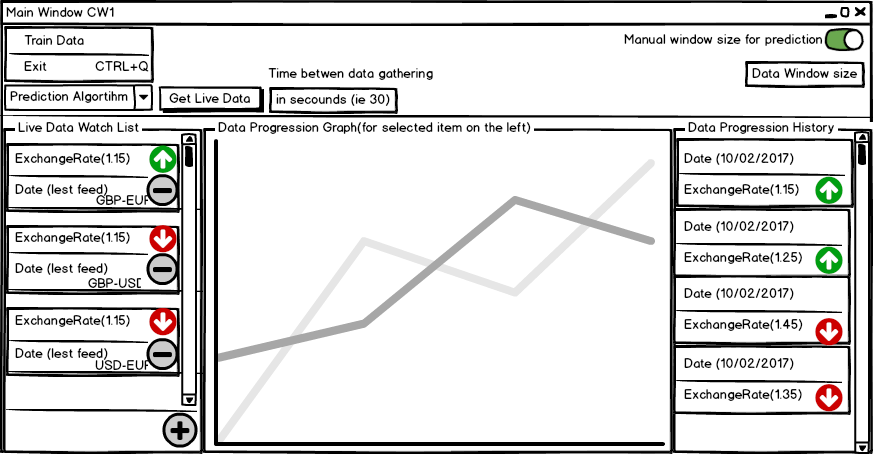 Main Window CW1
Train Data
Exit CTRL+Q
Manual window size for prediction
Time betwen data gathering
Data Window size
Prediction Algortihm
Get Live Data
in secounds (ie 30)
Live Data Watch List
ExchangeRate(1.15)
Date (lest feed)
GBP-EUR
ExchangeRate(1.15)
Date (lest feed)
GBP-USD
ExchangeRate(1.15)
Date (lest feed)
USD-EUR
Data Progression Graph(for selected item on the left)
Data Progression History
Date (10/02/2017)
ExchangeRate(1.15)
Date (10/02/2017)
ExchangeRate(1.25)
Date (10/02/2017)
ExchangeRate(1.45)
Date (10/02/2017)
ExchangeRate(1.35)